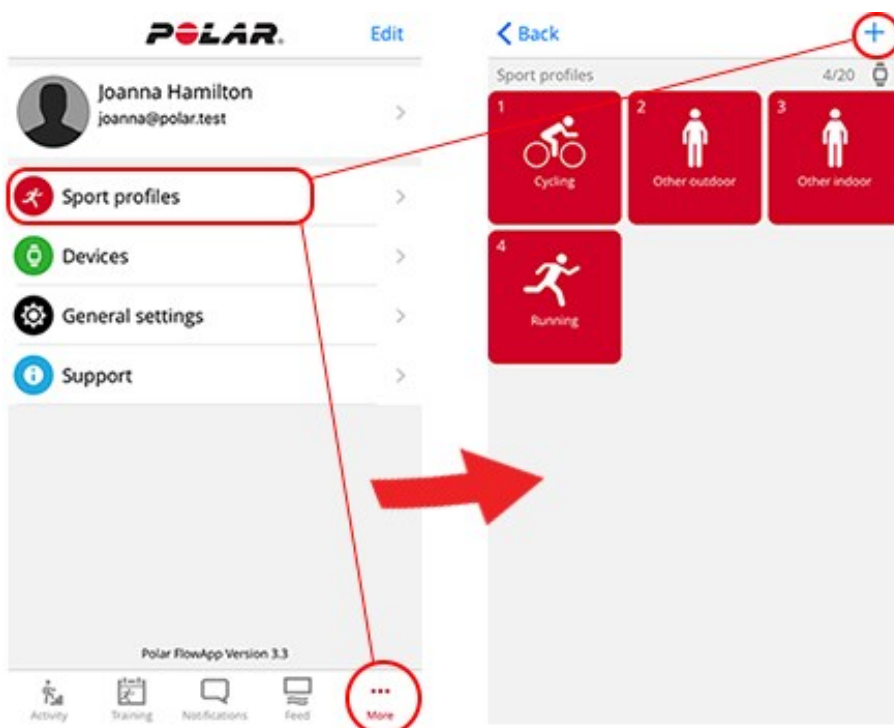 POLAR.
Edit
Joanna Hamilton
joanna@polar.test
Sport profiles
Devices
General settings
Support
Polar FlowApp Version 3.3
Activity
Training
Notifications
Feed
More
Back
Sport profiles
4/20
1
Cycling
2
Other outdoor
3
Other indoor
4
Running